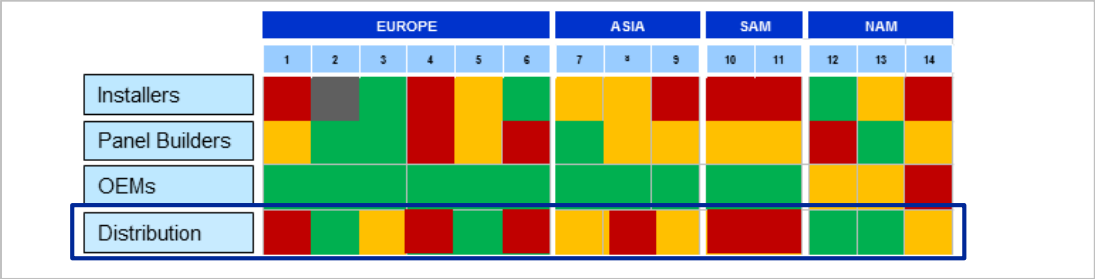 EUROPE ASIA SAM NAM
1 2 3 4 5 6 7 8 9 10 11 12 13 14
Installers
Panel Builders
OEMs
Distribution